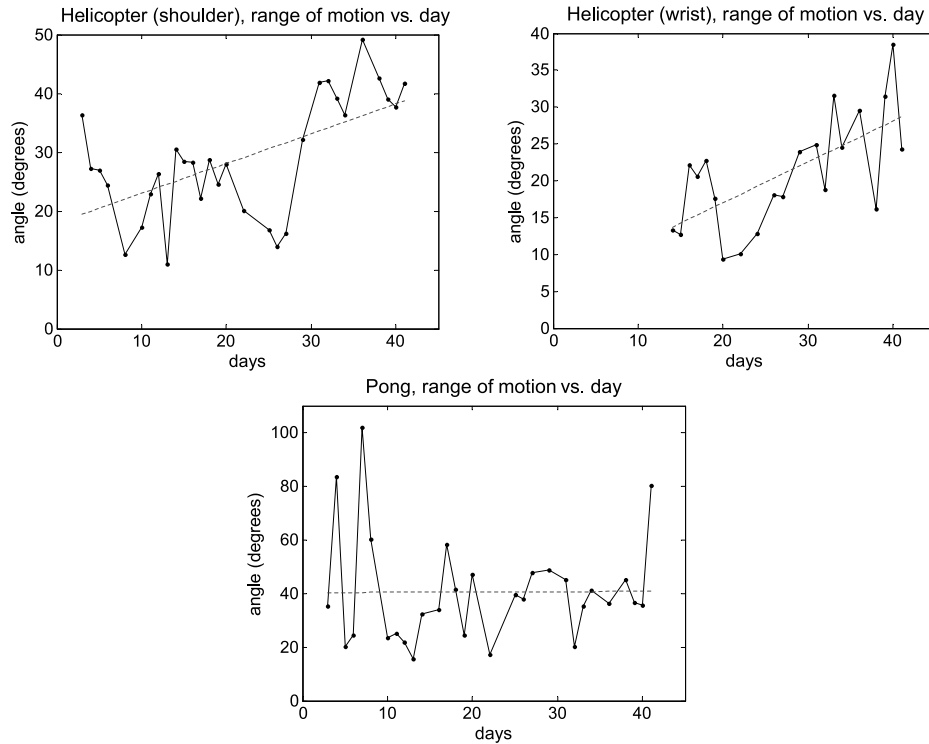 Helicopter (shoulder), range of motion vs. day
50
40
30
20
10
0
angle (degrees)
0 10 20 30 40
days
Helicopter (wrist), range of motion vs. day
40
35
30
25
20
15
10
5
0
angle (degrees)
0 10 20 30 40
days
Pong, range of motion vs. day
100
80
60
40
20
0
angle (degrees)
0 10 20 30 40
days